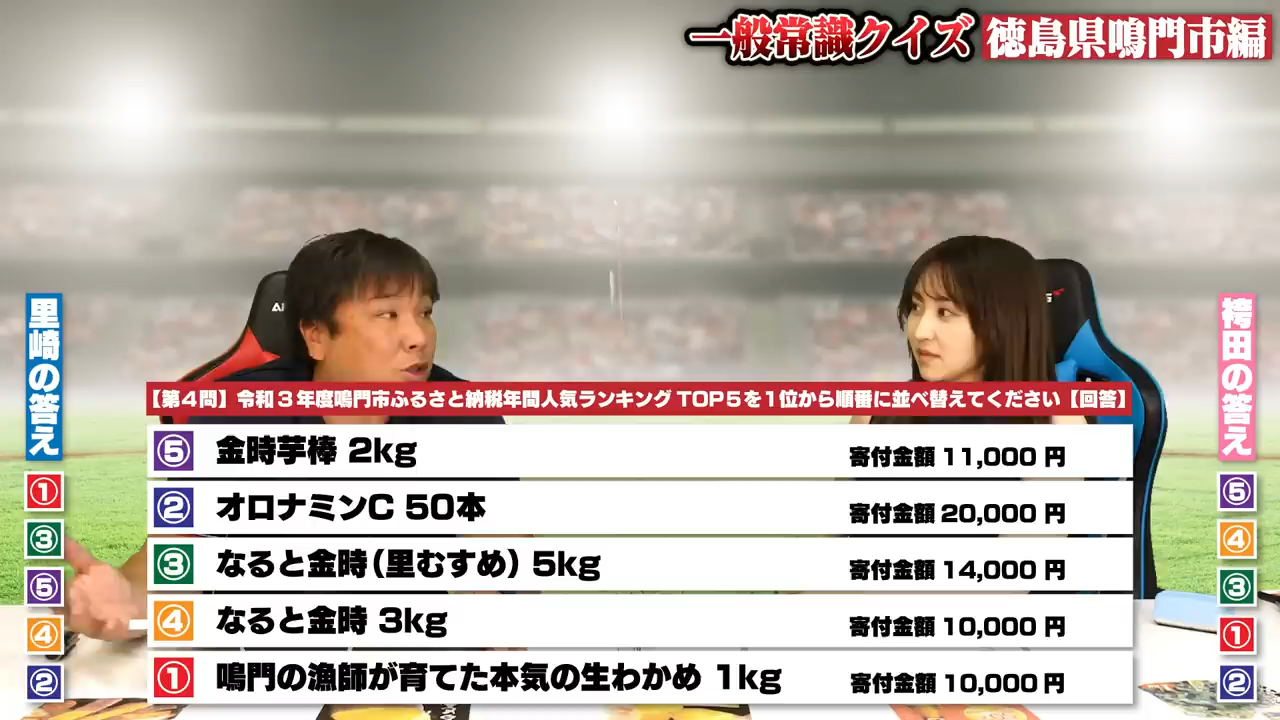 一般常識クイズ 徳島県鳴門市編
里崎の答え
①
③
⑤
④
②
袴田の答え
⑤
④
③
①
②
【第4問】令和3年度鳴門市ふるさと納税年間人気ランキングTOP5を1位から順番に並べ替えてください【回答】
⑤ 金時芋棒 2kg 寄付金額 11,000 円
② オロナミンC 50本 寄付金額 20,000 円
③ なると金時(里むすめ) 5kg 寄付金額 14,000 円
④ なると金時 3kg 寄付金額 10,000 円
① 鳴門の漁師が育てた本気の生わかめ 1kg 寄付金額 10,000 円